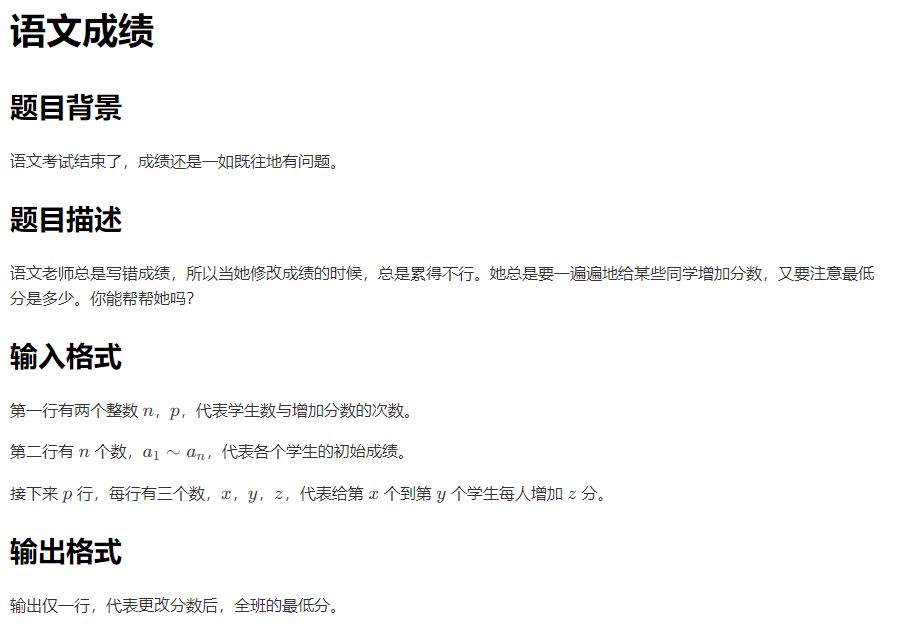 语文成绩
题目背景
语文考试结束了，成绩还是一如既往地有问题。
题目描述
语文老师总是写错成绩，所以当她修改成绩的时候，总是累得不行。她总是要一遍遍地给某些同学增加分数，又要注意最低
分是多少。你能帮帮她吗？
输入格式
第一行有两个整数 n，p，代表学生数与增加分数的次数。
第二行有 n 个数，a₁ ∼ aₙ，代表各个学生的初始成绩。
接下来 p 行，每行有三个数，x，y，z，代表给第 x 个到第 y 个学生每人增加 z 分。
输出格式
输出仅一行，代表更改分数后，全班的最低分。